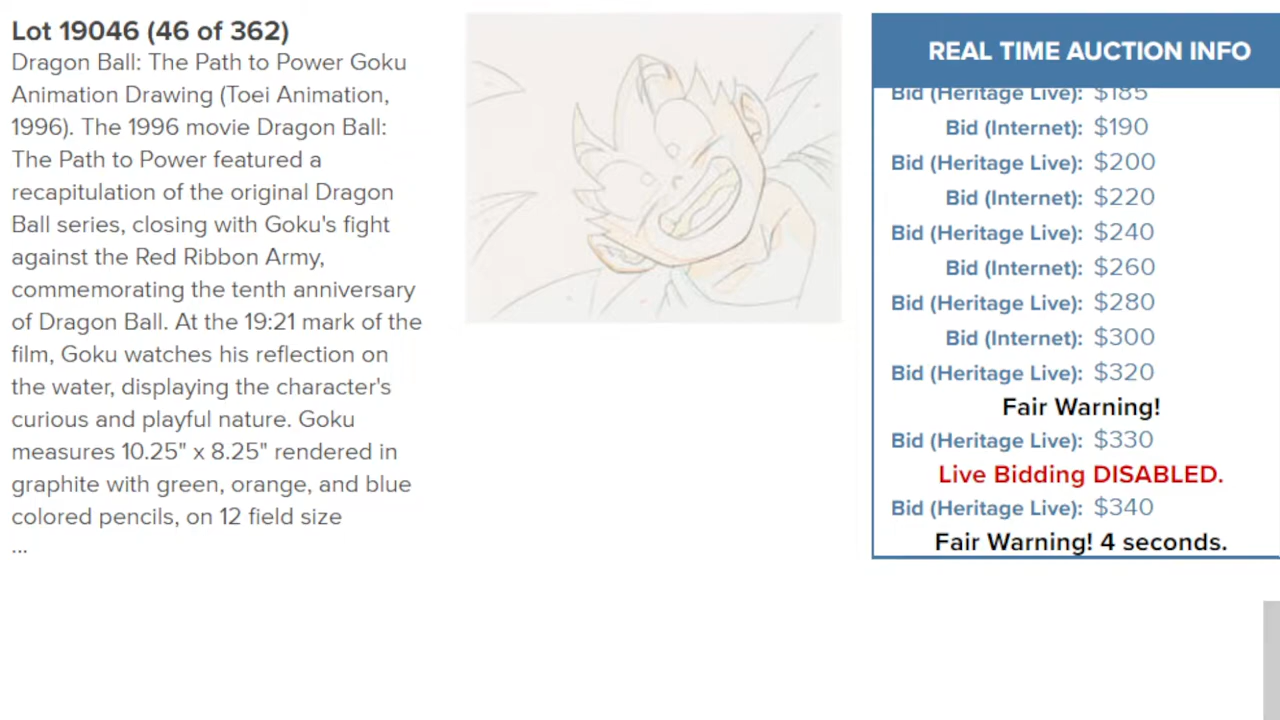 Lot 19046 (46 of 362)
Dragon Ball: The Path to Power Goku
Animation Drawing (Toei Animation,
1996). The 1996 movie Dragon Ball:
The Path to Power featured a
recapitulation of the original Dragon
Ball series, closing with Goku's fight
against the Red Ribbon Army,
commemorating the tenth anniversary
of Dragon Ball. At the 19:21 mark of the
film, Goku watches his reflection on
the water, displaying the character's
curious and playful nature. Goku
measures 10.25" x 8.25" rendered in
graphite with green, orange, and blue
colored pencils, on 12 field size
...
REAL TIME AUCTION INFO
Bid (Heritage Live): $185
Bid (Internet): $190
Bid (Heritage Live): $200
Bid (Internet): $220
Bid (Heritage Live): $240
Bid (Internet): $260
Bid (Heritage Live): $280
Bid (Internet): $300
Bid (Heritage Live): $320
Fair Warning!
Bid (Heritage Live): $330
Live Bidding DISABLED.
Bid (Heritage Live): $340
Fair Warning! 4 seconds.